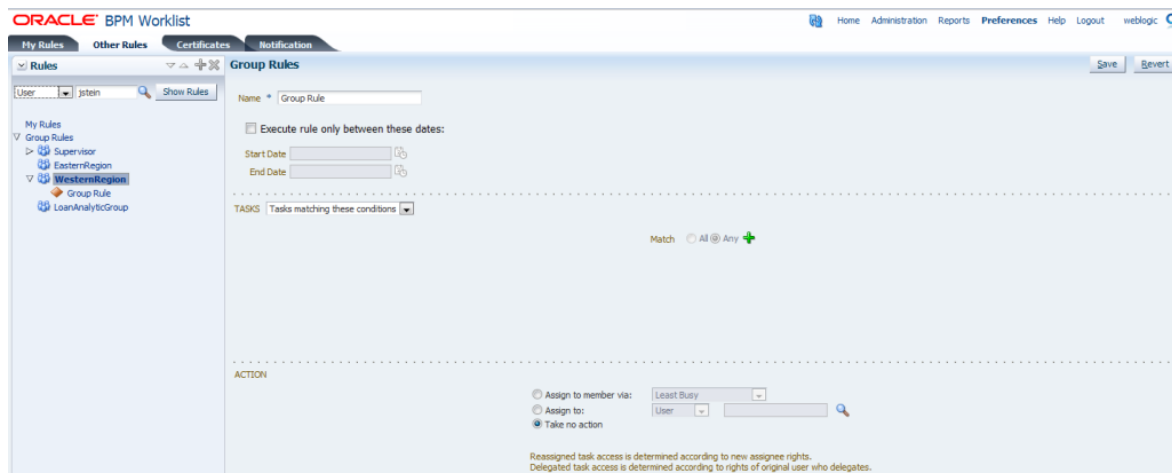 ORACLE BPM Worklist
Home Administration Reports Preferences Help Logout weblogic
My Rules Other Rules Certificates Notification
Rules
User jstein Show Rules
My Rules
Group Rules
Supervisor
EasternRegion
WesternRegion
Group Rule
LoanAnalyticGroup
Group Rules Save Revert
Name * Group Rule
Execute rule only between these dates:
Start Date
End Date
TASKS Tasks matching these conditions
Match All Any
ACTION
Assign to member via: Least Busy
Assign to: User
Take no action
Reassigned task access is determined according to new assignee rights.
Delegated task access is determined according to rights of original user who delegates.